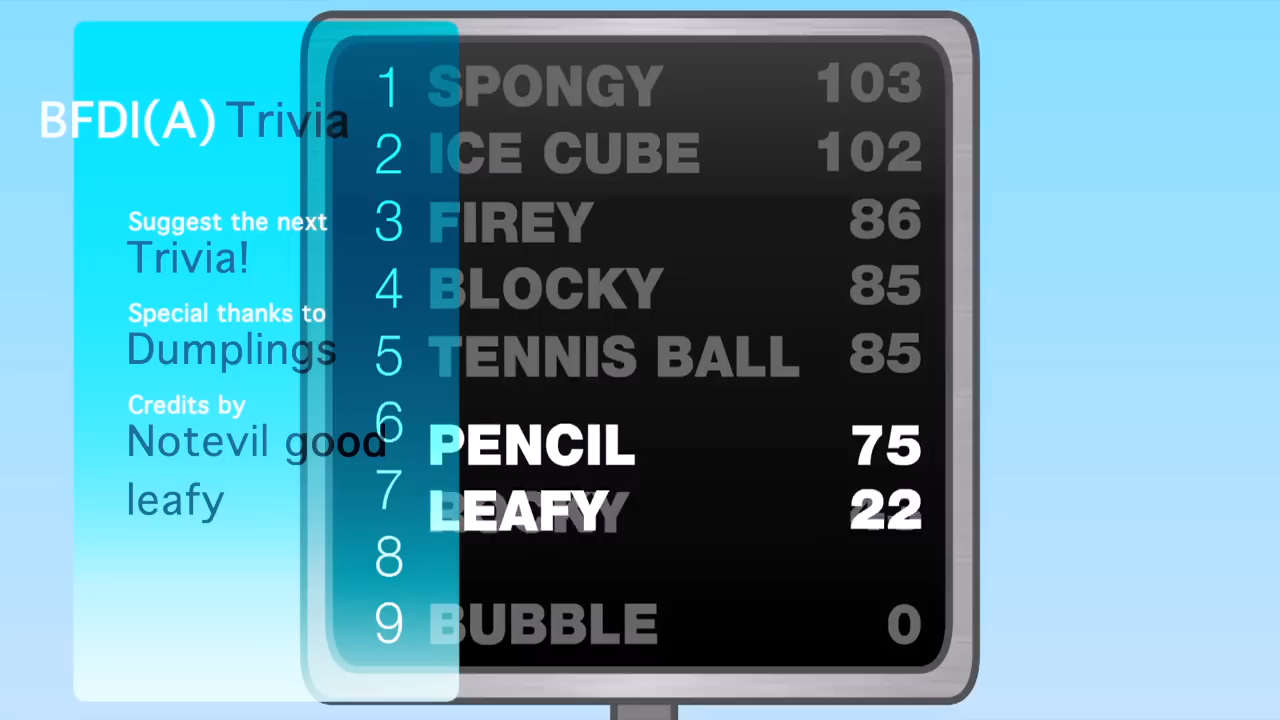 BFDI(A) Trivia
Suggest the next
Trivia!
Special thanks to
Dumplings
Credits by
Notevil good
leafy
1 SPONGY 103
2 ICE CUBE 102
3 FIREY 86
4 BLOCKY 85
5 TENNIS BALL 85
6 PENCIL 75
7 LEAFY 22
8
9 BUBBLE 0